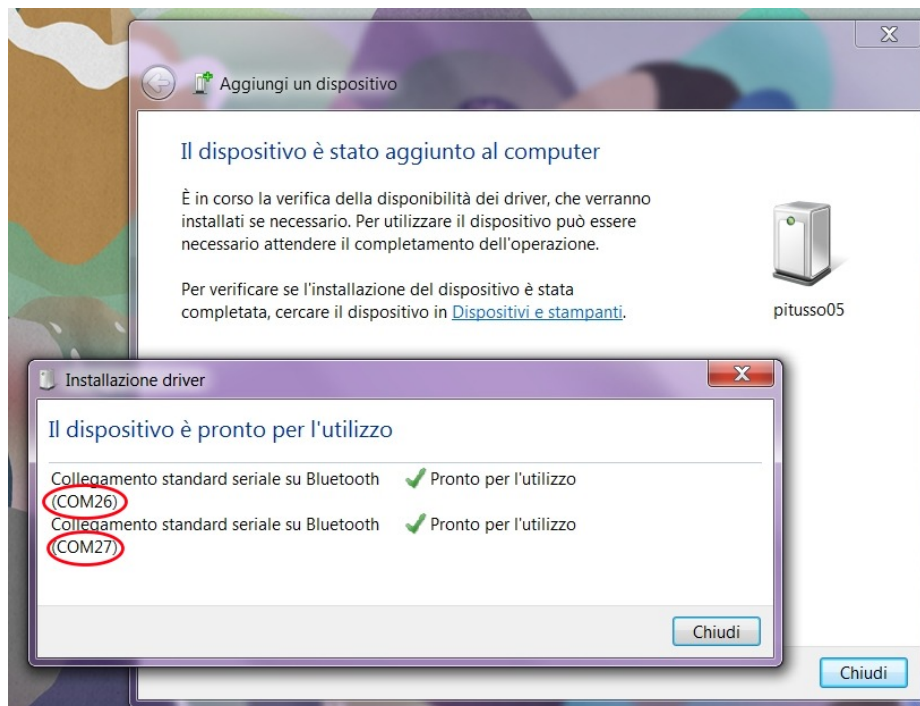 Aggiungi un dispositivo
Il dispositivo è stato aggiunto al computer
È in corso la verifica della disponibilità dei driver, che verranno
installati se necessario. Per utilizzare il dispositivo può essere
necessario attendere il completamento dell'operazione.
Per verificare se l'installazione del dispositivo è stata
completata, cercare il dispositivo in Dispositivi e stampanti.
pitusso05
Installazione driver
Il dispositivo è pronto per l'utilizzo
Collegamento standard seriale su Bluetooth Pronto per l'utilizzo
(COM26)
Collegamento standard seriale su Bluetooth Pronto per l'utilizzo
(COM27)
Chiudi
Chiudi